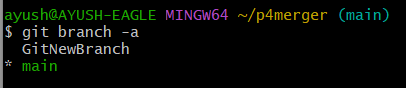 ayush@AYUSH-EAGLE MINGW64 ~/p4merger (main)
$ git branch -a
  GitNewBranch
* main